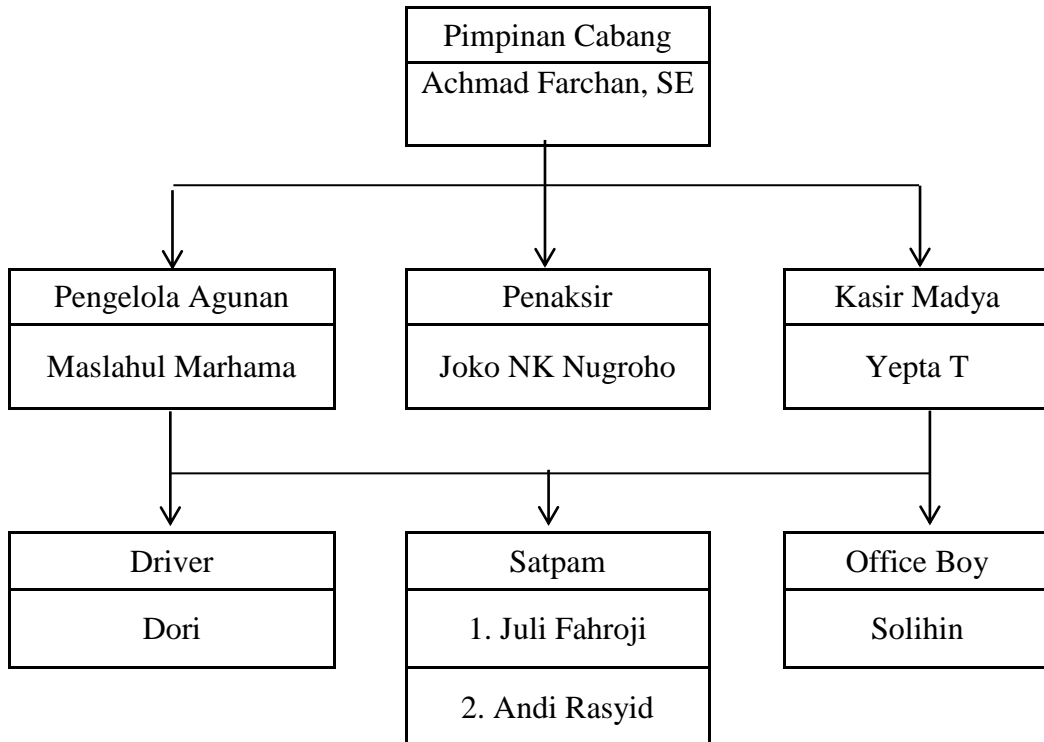 Pimpinan Cabang
Achmad Farchan, SE
Pengelola Agunan
Maslahul Marhama
Penaksir
Joko NK Nugroho
Kasir Madya
Yepta T
Driver
Dori
Satpam
1. Juli Fahroji
2. Andi Rasyid
Office Boy
Solihin